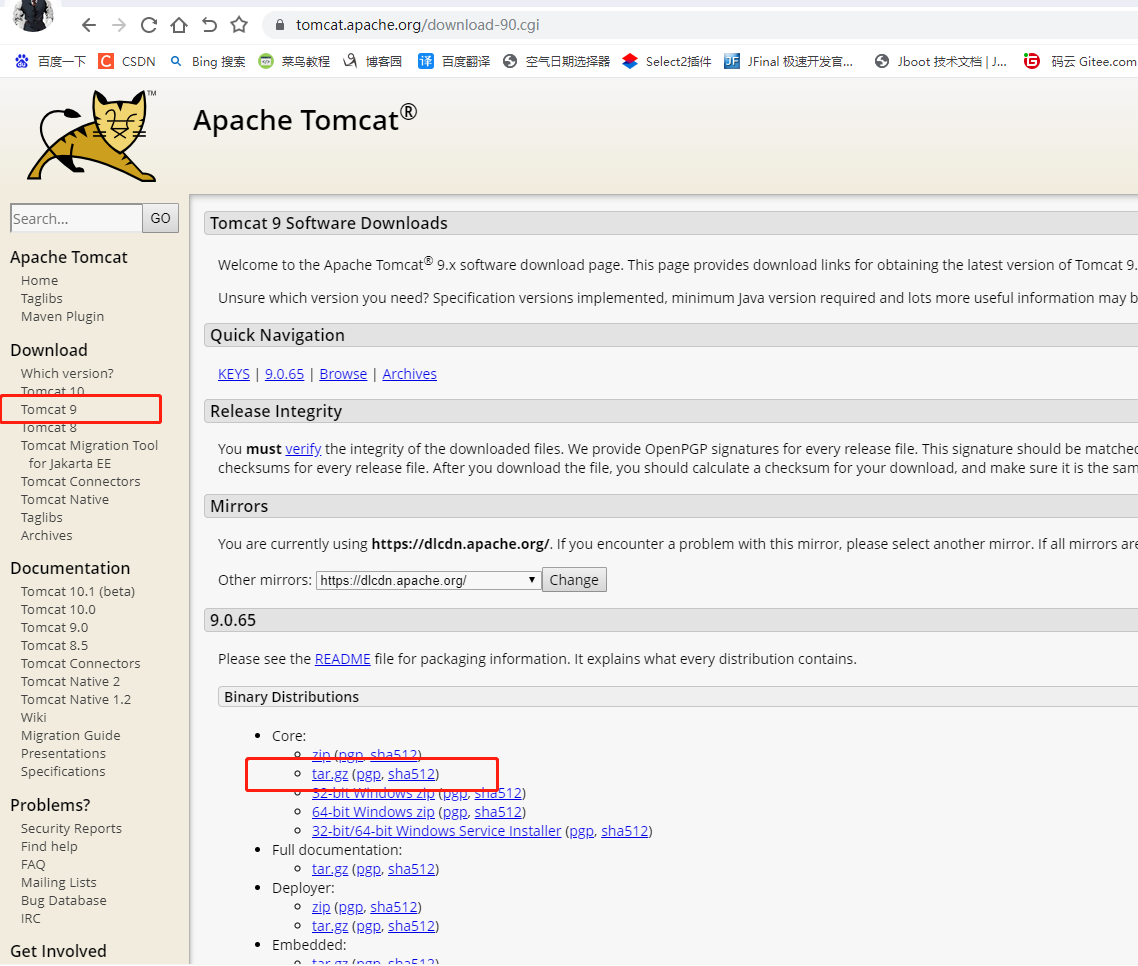 tomcat.apache.org/download-90.cgi
百度一下 CSDN Bing 搜索 菜鸟教程 博客园 百度翻译 空气日期选择器 Select2插件 JFinal 极速开发官... Jboot 技术文档 | J... 码云 Gitee.com
TM
Apache Tomcat®
Search... GO
Apache Tomcat
Home
Taglibs
Maven Plugin
Download
Which version?
Tomcat 10
Tomcat 9
Tomcat 8
Tomcat Migration Tool
for Jakarta EE
Tomcat Connectors
Tomcat Native
Taglibs
Archives
Documentation
Tomcat 10.1 (beta)
Tomcat 10.0
Tomcat 9.0
Tomcat 8.5
Tomcat Connectors
Tomcat Native 2
Tomcat Native 1.2
Wiki
Migration Guide
Presentations
Specifications
Problems?
Security Reports
Find help
FAQ
Mailing Lists
Bug Database
IRC
Get Involved
Tomcat 9 Software Downloads
Welcome to the Apache Tomcat® 9.x software download page. This page provides download links for obtaining the latest version of Tomcat 9.
Unsure which version you need? Specification versions implemented, minimum Java version required and lots more useful information may b
Quick Navigation
KEYS | 9.0.65 | Browse | Archives
Release Integrity
You must verify the integrity of the downloaded files. We provide OpenPGP signatures for every release file. This signature should be matched
checksums for every release file. After you download the file, you should calculate a checksum for your download, and make sure it is the sam
Mirrors
You are currently using https://dlcdn.apache.org/. If you encounter a problem with this mirror, please select another mirror. If all mirrors are
Other mirrors: https://dlcdn.apache.org/ Change
9.0.65
Please see the README file for packaging information. It explains what every distribution contains.
Binary Distributions
Core:
zip (pgp, sha512)
tar.gz (pgp, sha512)
32-bit Windows zip (pgp, sha512)
64-bit Windows zip (pgp, sha512)
32-bit/64-bit Windows Service Installer (pgp, sha512)
Full documentation:
tar.gz (pgp, sha512)
Deployer:
zip (pgp, sha512)
tar.gz (pgp, sha512)
Embedded:
tar.gz (pgp, sha512)